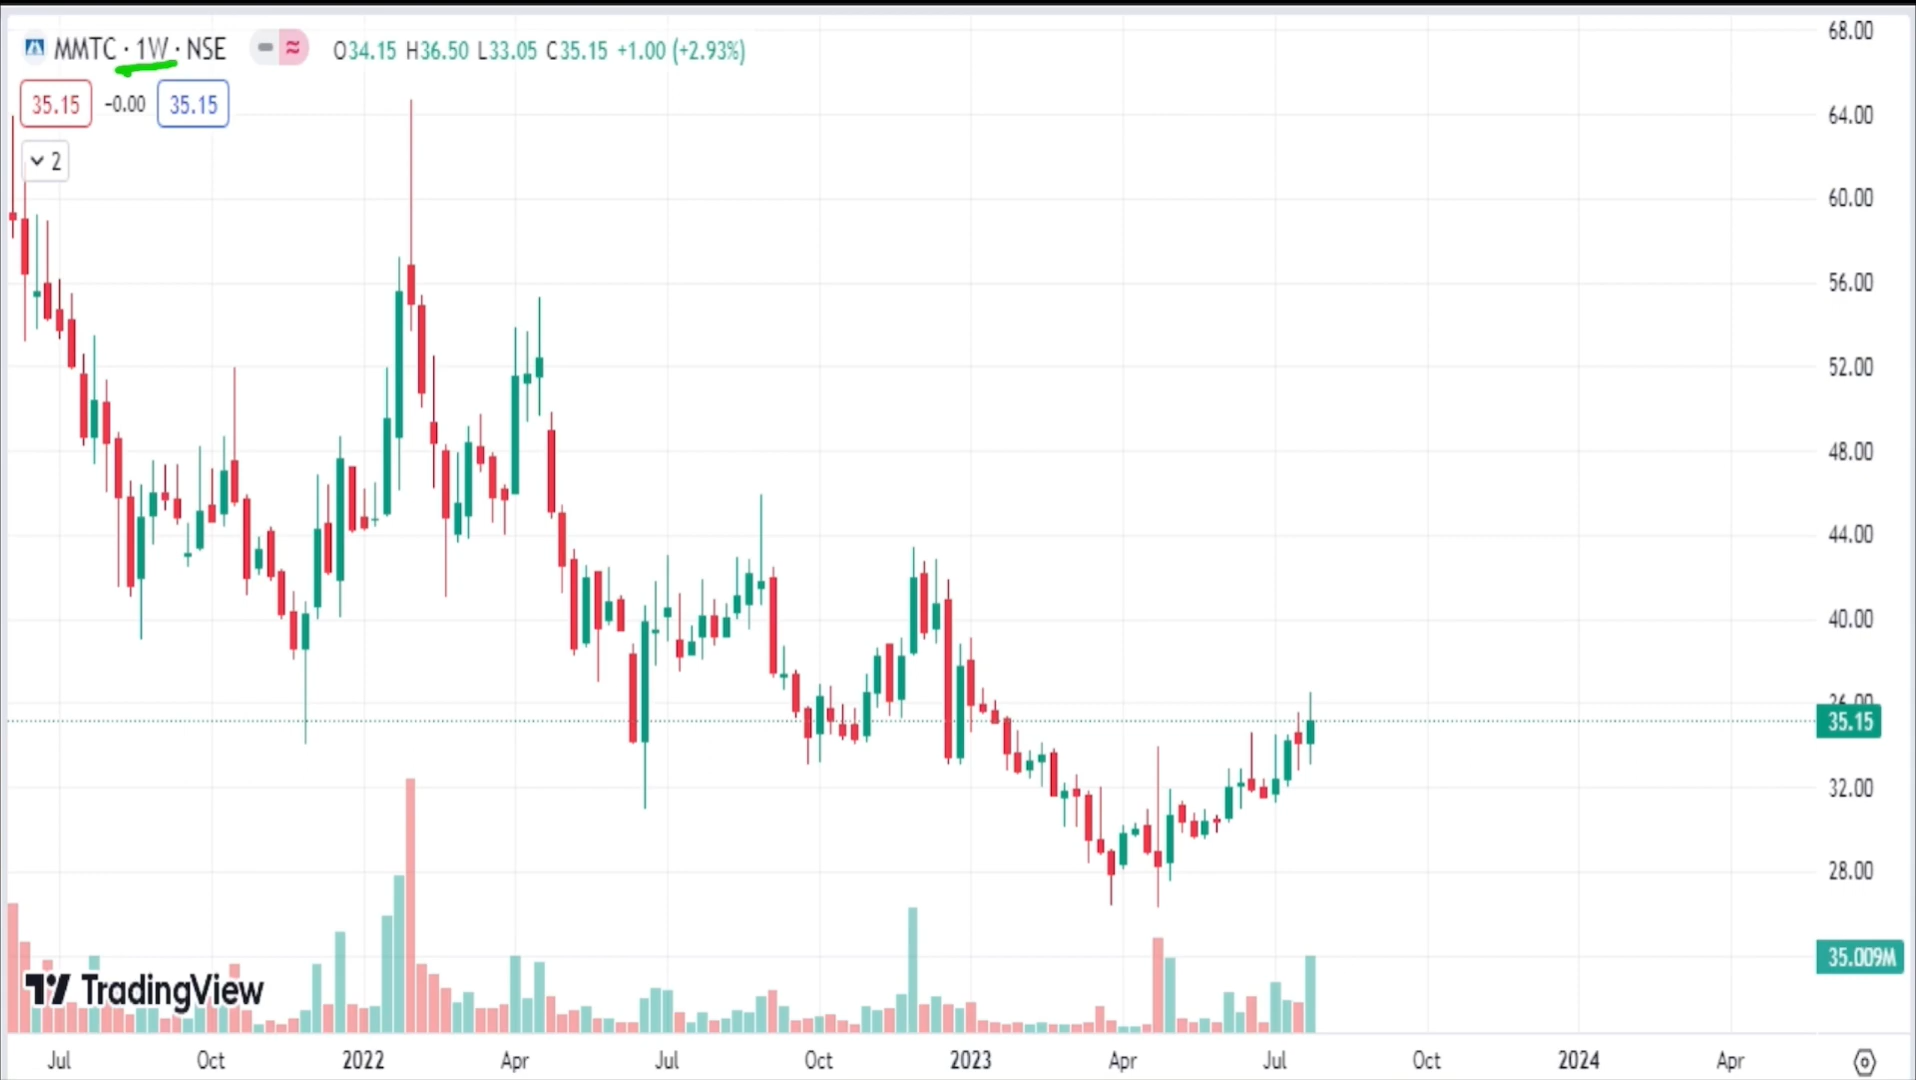 MMTC · 1W · NSE O34.15 H36.50 L33.05 C35.15 +1.00 (+2.93%)
35.15 -0.00 35.15
2
68.00
64.00
60.00
56.00
52.00
48.00
44.00
40.00
35.15
32.00
28.00
35.009M
TradingView
Jul Oct 2022 Apr Jul Oct 2023 Apr Jul Oct 2024 Apr